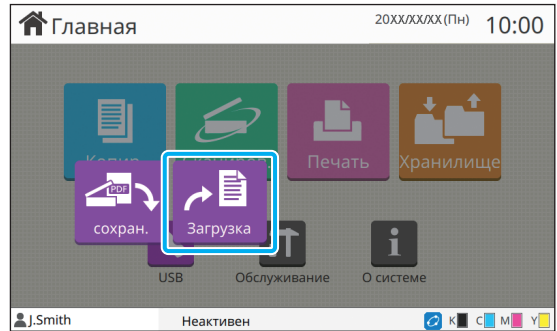 Главная
20XX/XX/XX (Пн) 10:00
Печать
Хранилище
PDF
сохран.
Загрузка
USB
Обслуживание
О системе
J.Smith
Неактивен
K C M Y